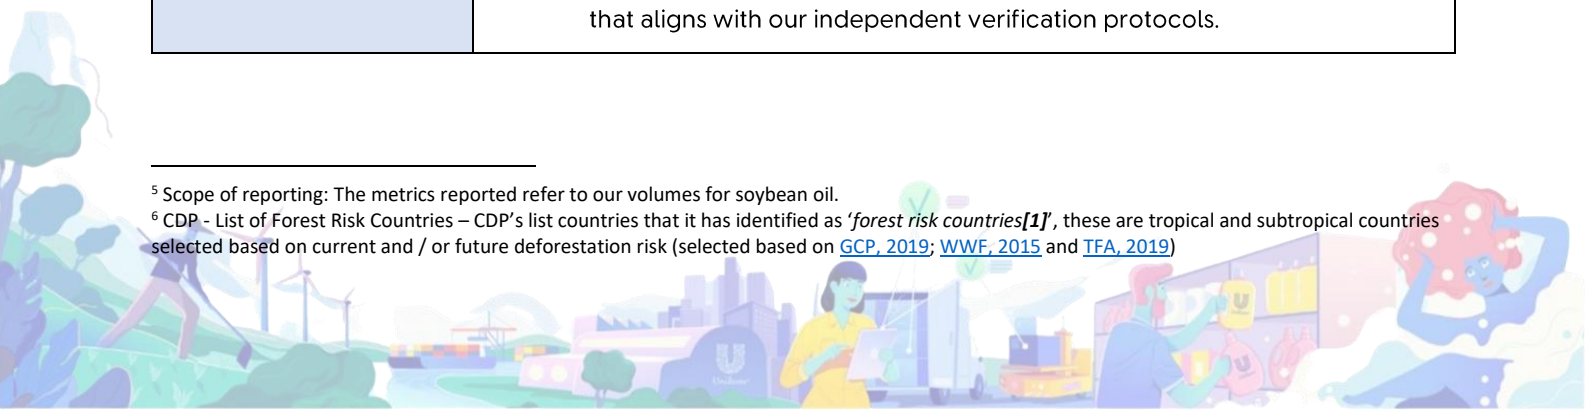 that aligns with our independent verification protocols.
5 Scope of reporting: The metrics reported refer to our volumes for soybean oil.
6 CDP - List of Forest Risk Countries – CDP’s list countries that it has identified as ‘forest risk countries[1]’, these are tropical and subtropical countries
selected based on current and / or future deforestation risk (selected based on GCP, 2019; WWF, 2015 and TFA, 2019)
Unilever